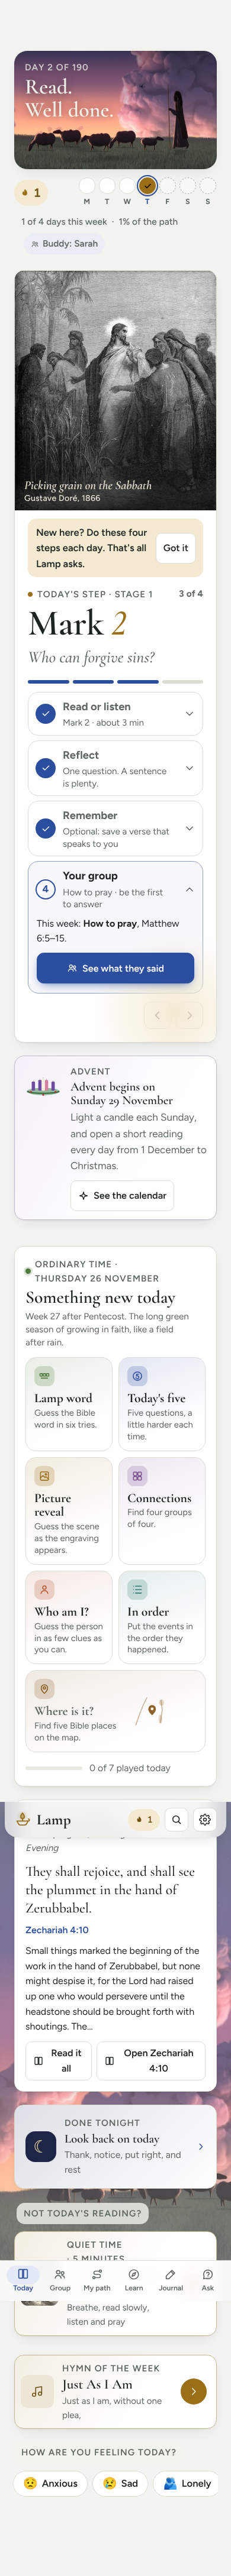 DAY 2 OF 190
Read.
Well done.
1
M T W T F S S
1 of 4 days this week · 1% of the path
Buddy: Sarah
Picking grain on the Sabbath
Gustave Doré, 1866
New here? Do these four
steps each day. That's all
Lamp asks.
Got it
TODAY'S STEP · STAGE 1
3 of 4
Mark 2
Who can forgive sins?
Read or listen
Mark 2 · about 3 min
Reflect
One question. A sentence
is plenty.
Remember
Optional: save a verse that
speaks to you
4
Your group
How to pray · be the first
to answer
This week: How to pray, Matthew
6:5–15.
See what they said
ADVENT
Advent begins on
Sunday 29 November
Light a candle each Sunday,
and open a short reading
every day from 1 December to
Christmas.
See the calendar
ORDINARY TIME ·
THURSDAY 26 NOVEMBER
Something new today
Week 27 after Pentecost. The long green
season of growing in faith, like a field
after rain.
Lamp word
Guess the Bible
word in six tries.
Today's five
Five questions, a
little harder each
time.
Picture
reveal
Guess the scene
as the engraving
appears.
Connections
Find four groups
of four.
Who am I?
Guess the person
in as few clues as
you can.
In order
Put the events in
the order they
happened.
Where is it?
Find five Bible places
on the map.
0 of 7 played today
Lamp
1
Evening
They shall rejoice, and shall see
the plummet in the hand of
Zerubbabel.
Zechariah 4:10
Small things marked the beginning of the
work in the hand of Zerubbabel, but none
might despise it, for the Lord had raised
up one who would persevere until the
headstone should be brought forth with
shoutings. The…
Read it
all
Open Zechariah
4:10
DONE TONIGHT
Look back on today
Thank, notice, put right, and
rest
NOT TODAY'S READING?
QUIET TIME
· 5 MINUTES
Today
Group
My path
Learn
Journal
Ask
Breathe, read slowly,
listen and pray
HYMN OF THE WEEK
Just As I Am
Just as I am, without one
plea,
HOW ARE YOU FEELING TODAY?
Anxious
Sad
Lonely